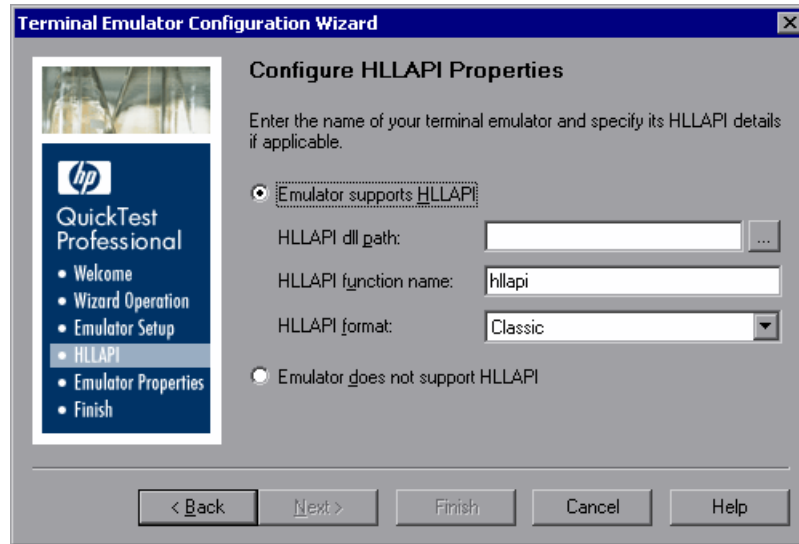 Terminal Emulator Configuration Wizard
hp
QuickTest
Professional
• Welcome
• Wizard Operation
• Emulator Setup
• HLLAPI
• Emulator Properties
• Finish
Configure HLLAPI Properties
Enter the name of your terminal emulator and specify its HLLAPI details
if applicable.
Emulator supports HLLAPI
HLLAPI dll path:
...
HLLAPI function name: hllapi
HLLAPI format: Classic
Emulator does not support HLLAPI
< Back Next > Finish Cancel Help